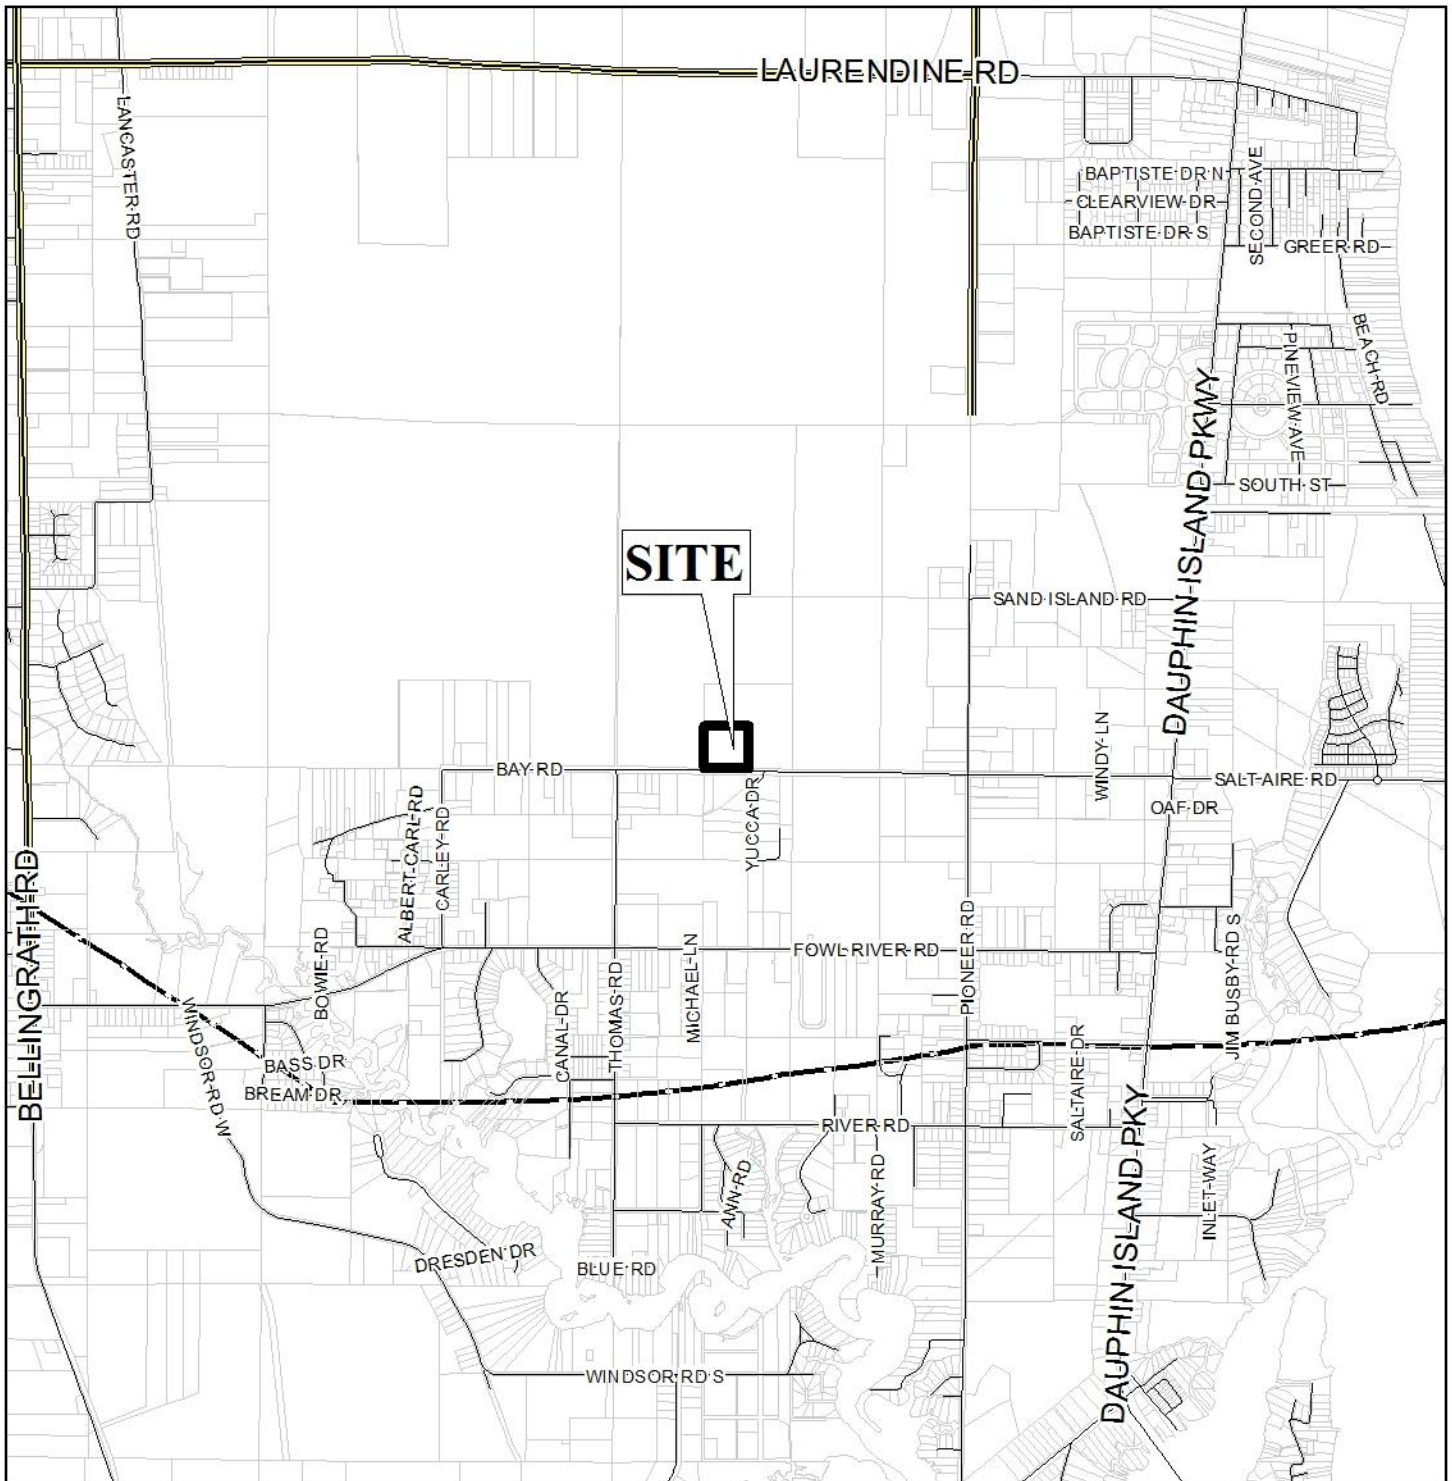 LAURENDINE RD
LANCASTER RD
BAPTISTE DR N
SECOND AVE
CLEARVIEW DR
BAPTISTE DR S
GREER RD
BEACH RD
PINEVIEW AVE
DAUPHIN ISLAND PKWY
SOUTH ST
SITE
SAND ISLAND RD
WINDY LN
BAY RD
SALT AIRE RD
YUCCA DR
OAF DR
ALBERT CARL RD
CARLEY RD
BELLINGRATH RD
BOWIE RD
FOWL RIVER RD
PIONEER RD
JIM BUSBY RD S
MICHAEL LN
THOMAS RD
CANAL DR
WINDSOR RD W
BASS DR
BREAM DR
SALTAIRE DR
RIVER RD
DAUPHIN ISLAND PKY
ANN RD
MURRAY RD
INLET WAY
DRESDEN DR
BLUE RD
WINDSOR RD S